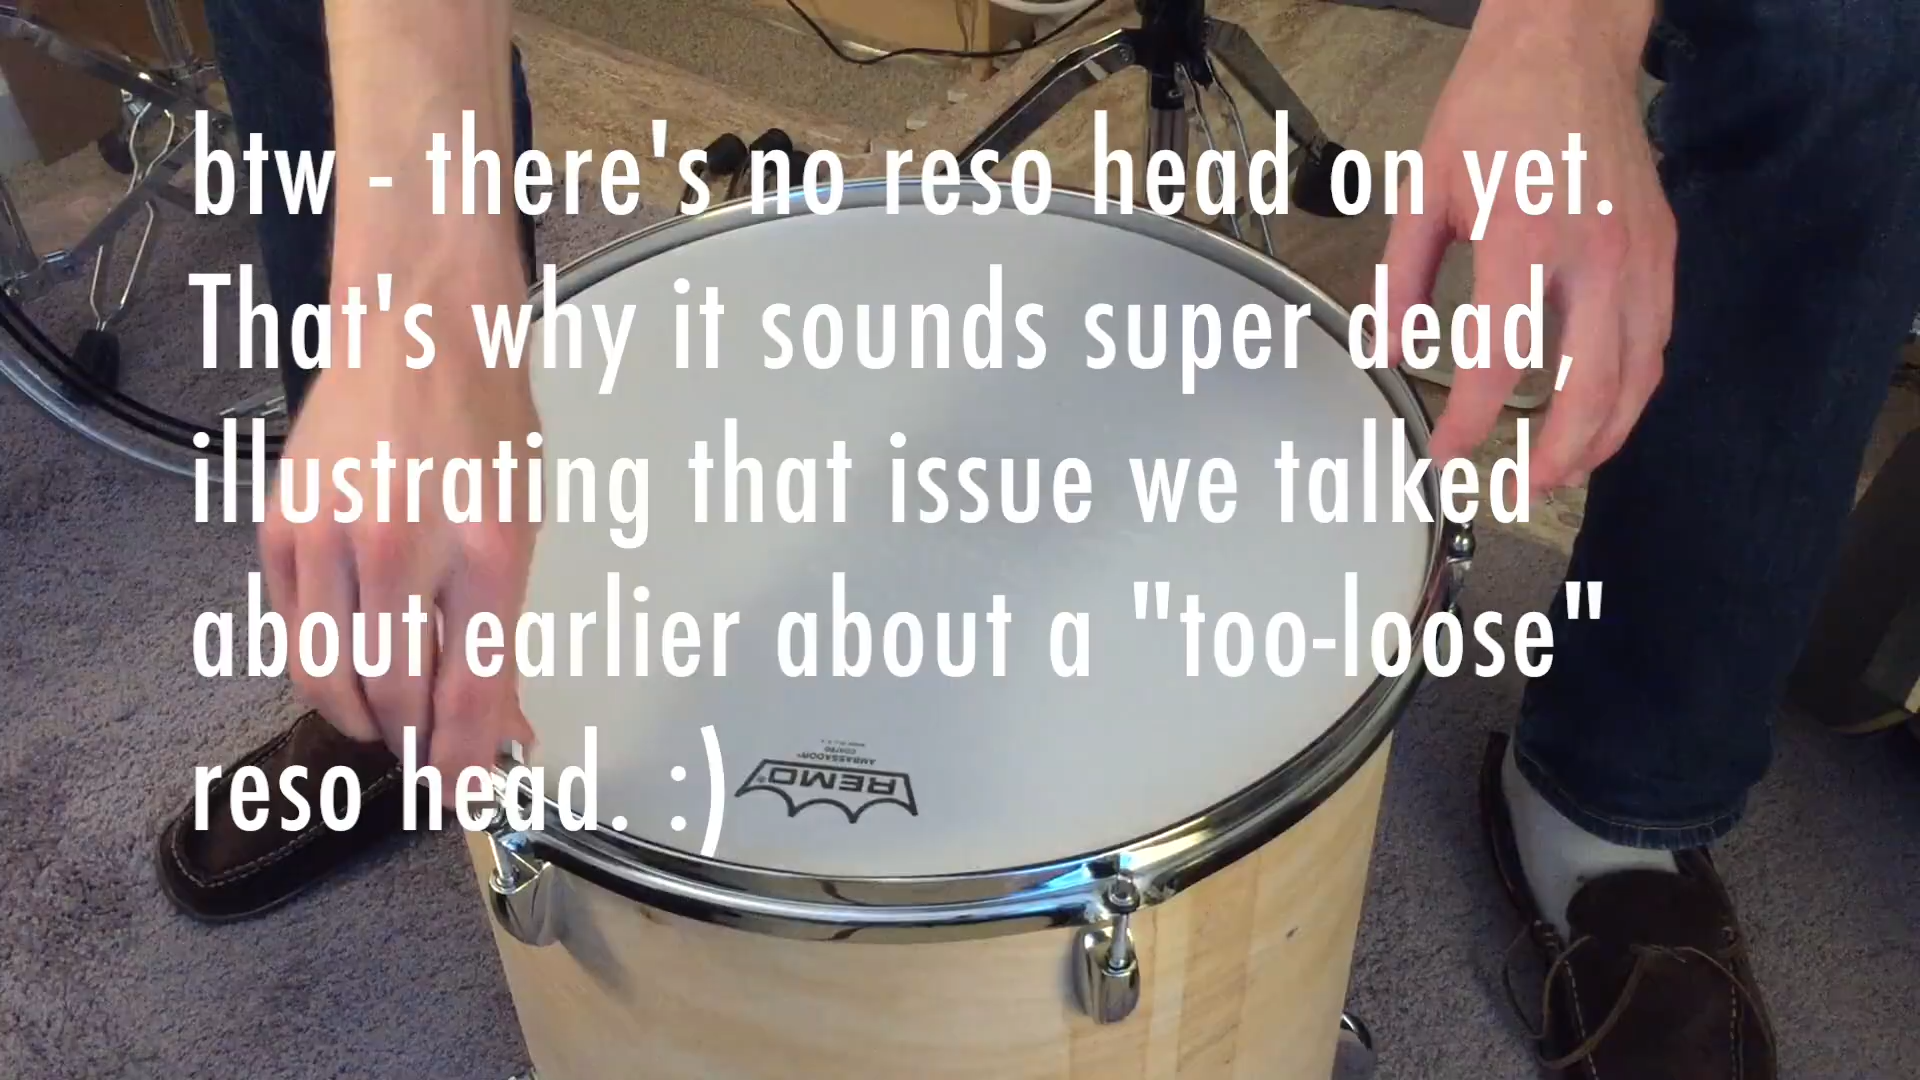 btw - there's no reso head on yet.
That's why it sounds super dead,
illustrating that issue we talked
about earlier about a "too-loose"
reso head. :)
REMO
AMBASSADOR
COATED